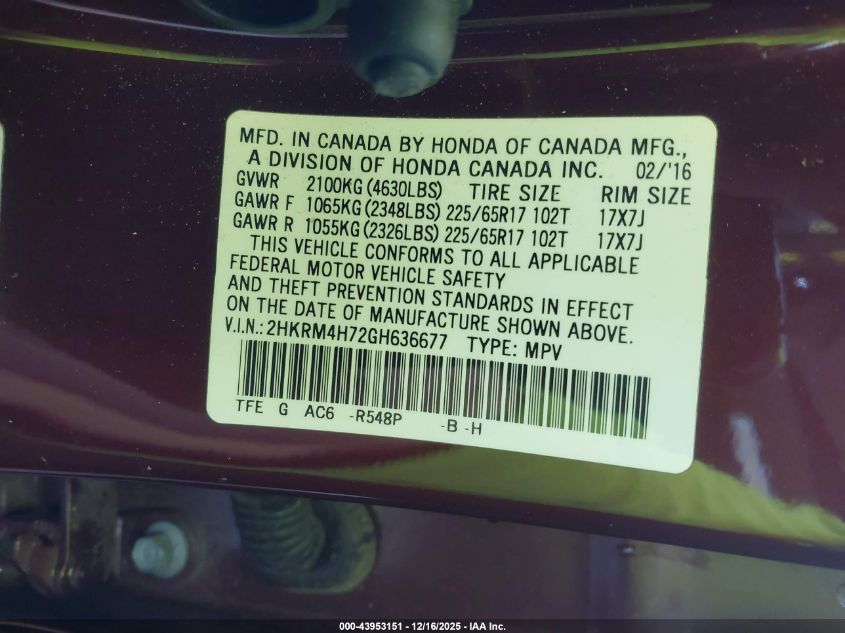 MFD. IN CANADA BY HONDA OF CANADA MFG.,
A DIVISION OF HONDA CANADA INC. 02/'16
GVWR 2100KG (4630LBS) TIRE SIZE RIM SIZE
GAWR F 1065KG (2348LBS) 225/65R17 102T 17X7J
GAWR R 1055KG (2326LBS) 225/65R17 102T 17X7J
THIS VEHICLE CONFORMS TO ALL APPLICABLE
FEDERAL MOTOR VEHICLE SAFETY
AND THEFT PREVENTION STANDARDS IN EFFECT
ON THE DATE OF MANUFACTURE SHOWN ABOVE.
V.I.N.: 2HKRM4H72GH636677 TYPE: MPV
TFE G AC6 -R548P -B -H
000-43953151 - 12/16/2025 - IAA Inc.